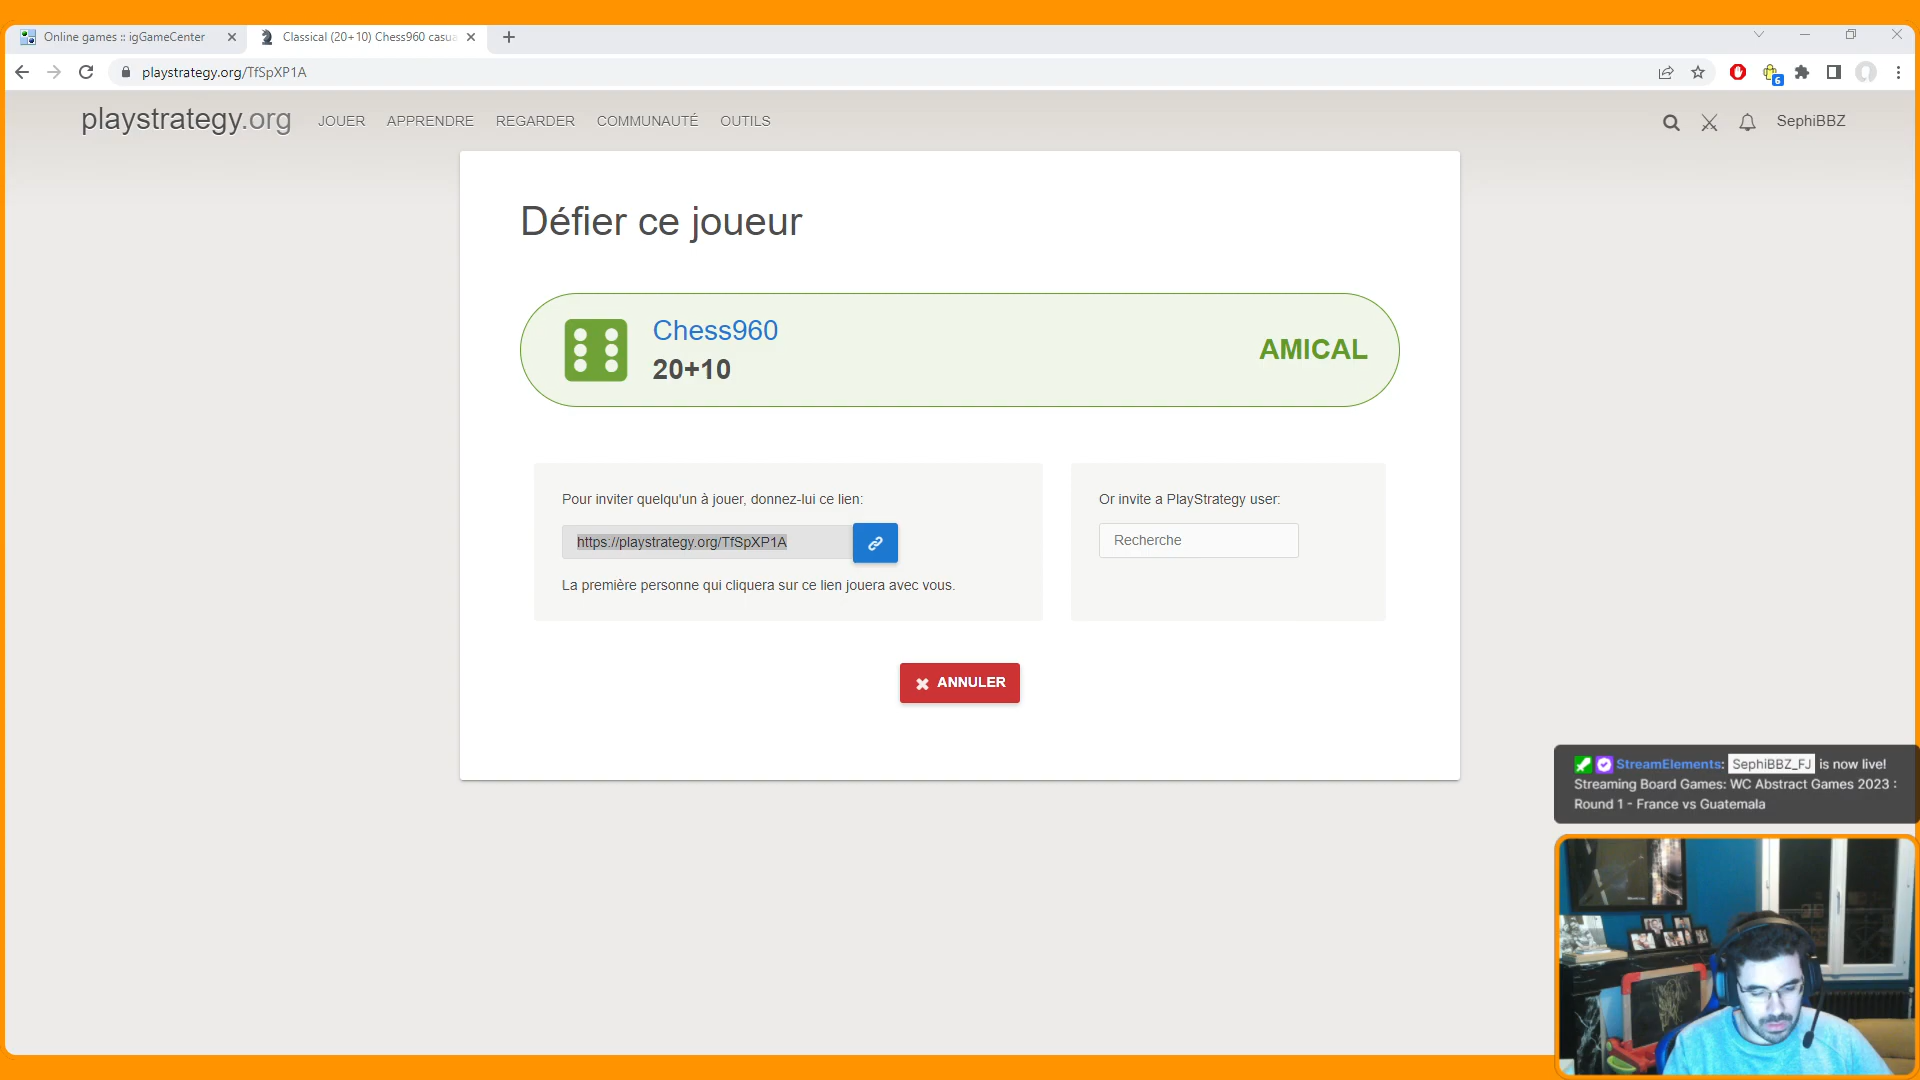 Online games :: igGameCenter
Classical (20+10) Chess960 casua
playstrategy.org/TfSpXP1A
6
playstrategy.org
JOUER
APPRENDRE
REGARDER
COMMUNAUTÉ
OUTILS
SephiBBZ
Défier ce joueur
Chess960
20+10
AMICAL
Pour inviter quelqu'un à jouer, donnez-lui ce lien:
https://playstrategy.org/TfSpXP1A
La première personne qui cliquera sur ce lien jouera avec vous.
Or invite a PlayStrategy user:
Recherche
ANNULER
StreamElements: SephiBBZ_FJ is now live!
Streaming Board Games: WC Abstract Games 2023 :
Round 1 - France vs Guatemala